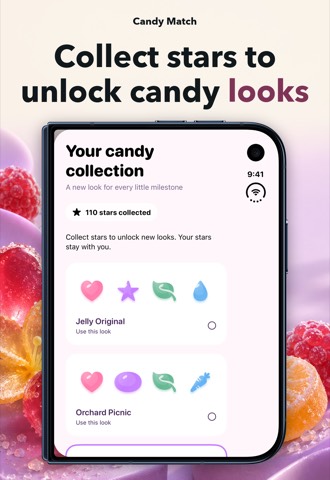 Candy Match
Collect stars to
unlock candy looks
Your candy
collection
A new look for every little milestone
9:41
★ 110 stars collected
Collect stars to unlock new looks. Your stars
stay with you.
Jelly Original
Use this look
Orchard Picnic
Use this look